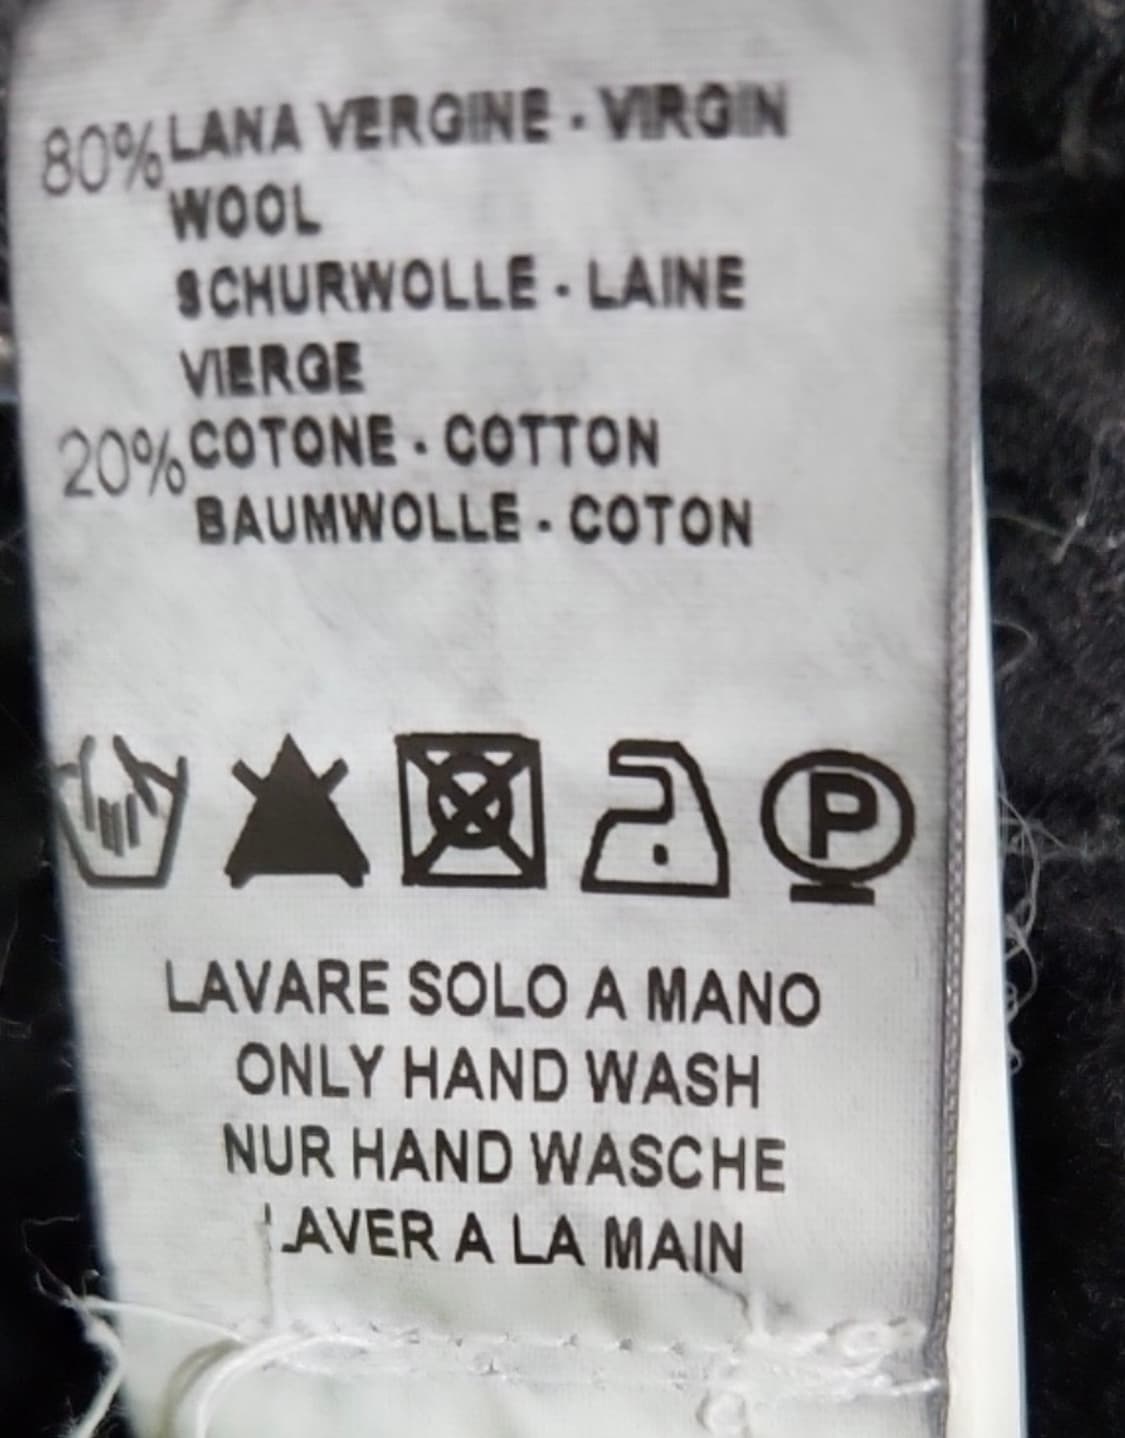 80% LANA VERGINE - VIRGIN
WOOL
SCHURWOLLE - LAINE
VIERGE
20% COTONE - COTTON
BAUMWOLLE - COTON
P
LAVARE SOLO A MANO
ONLY HAND WASH
NUR HAND WASCHE
LAVER A LA MAIN